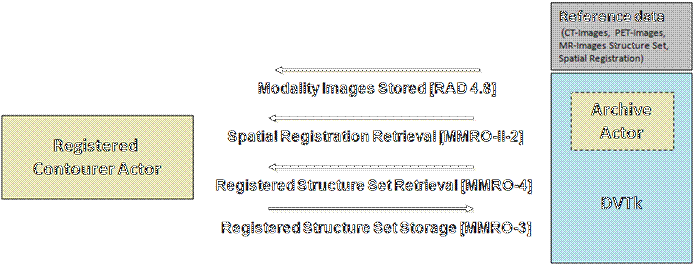 Reference data
(CT-Images, PET-Images,
MR-Images Structure Set,
Spatial Registration)
Modality Images Stored [RAD 4.8]
Archive
Actor
Spatial Registration Retrieval [MMRO-II-2]
Registered
Contourer Actor
Registered Structure Set Retrieval [MMRO-4]
DVTk
Registered Structure Set Storage [MMRO-3]